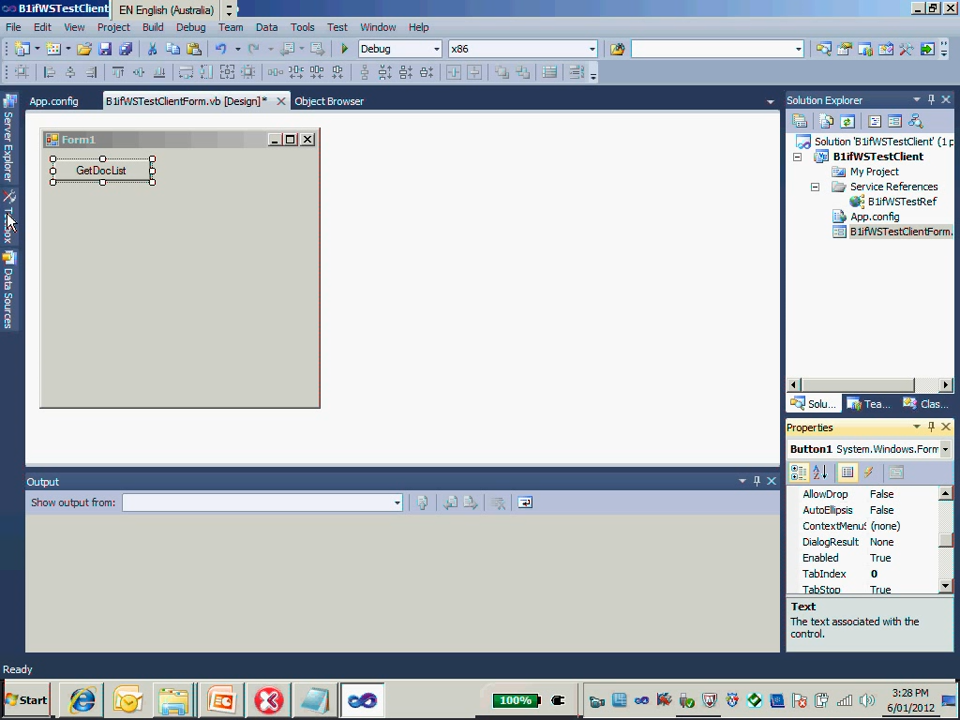 B1ifWSTestClient
EN English (Australia)
File Edit View Project Build Debug Team Data Tools Test Window Help
Debug
x86
Server Explorer
Toolbox
Data Sources
App.config
B1ifWSTestClientForm.vb [Design]*
Object Browser
Form1
GetDocList
Solution Explorer
Solution 'B1ifWSTestClient' (1 p
B1ifWSTestClient
My Project
Service References
B1ifWSTestRef
App.config
B1ifWSTestClientForm.
Solu...
Tea...
Clas...
Properties
Button1 System.Windows.Form
AllowDrop False
AutoEllipsis False
ContextMenuS (none)
DialogResult None
Enabled True
TabIndex 0
TabStop True
Text
The text associated with the
control.
Output
Show output from:
Ready
Start
100%
3:28 PM
6/01/2012